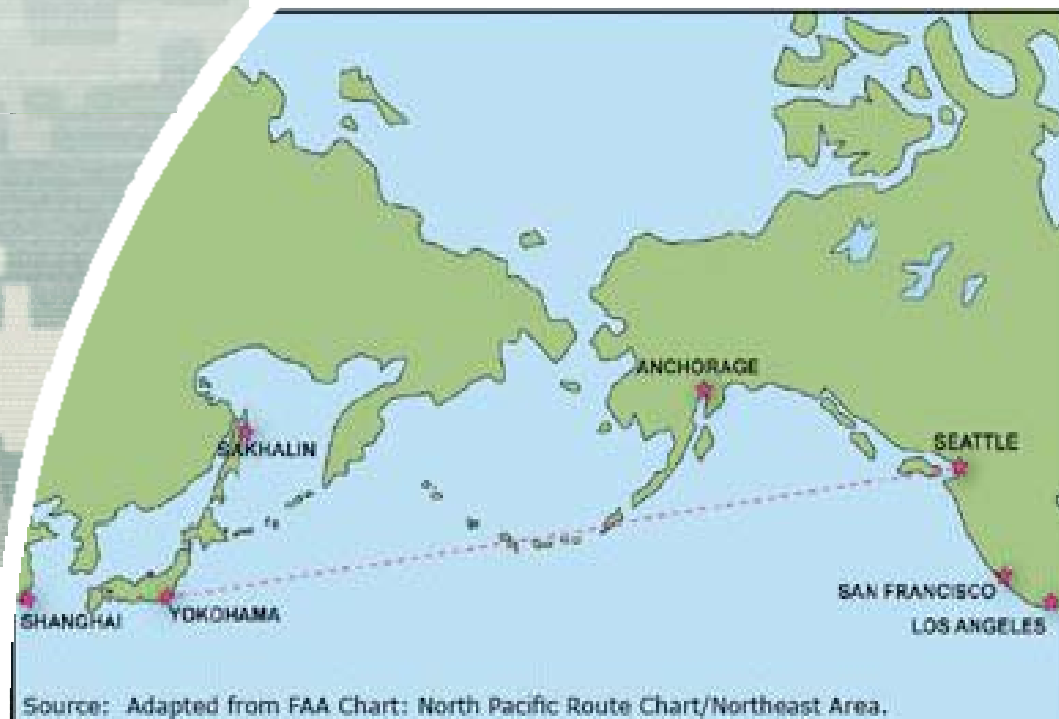 ANCHORAGE
SEATTLE
SAKHALIN
SAN FRANCISCO
YOKOHAMA
SHANGHAI
LOS ANGELES
Source: Adapted from FAA Chart: North Pacific Route Chart/Northeast Area.